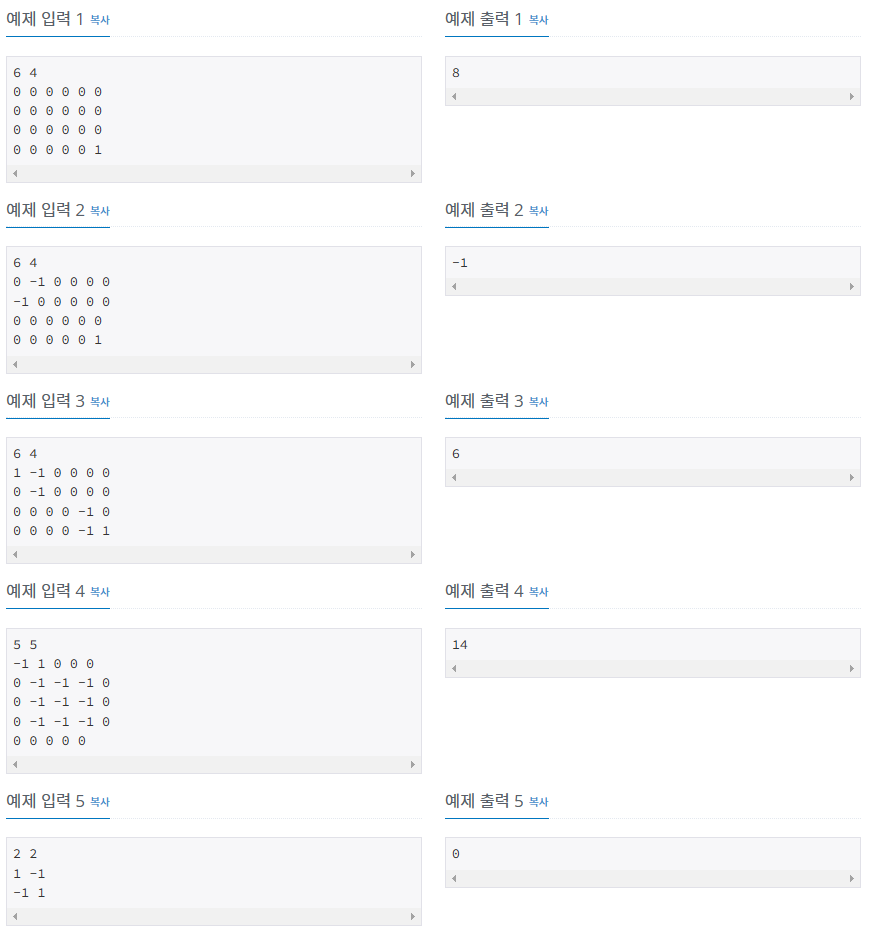 예제 입력 1 복사
6 4
0 0 0 0 0 0
0 0 0 0 0 0
0 0 0 0 0 0
0 0 0 0 0 1
예제 출력 1 복사
8
예제 입력 2 복사
6 4
0 -1 0 0 0 0
-1 0 0 0 0 0
0 0 0 0 0 0
0 0 0 0 0 1
예제 출력 2 복사
-1
예제 입력 3 복사
6 4
1 -1 0 0 0 0
0 -1 0 0 0 0
0 0 0 0 -1 0
0 0 0 0 -1 1
예제 출력 3 복사
6
예제 입력 4 복사
5 5
-1 1 0 0 0
0 -1 -1 -1 0
0 -1 -1 -1 0
0 -1 -1 -1 0
0 0 0 0 0
예제 출력 4 복사
14
예제 입력 5 복사
2 2
1 -1
-1 1
예제 출력 5 복사
0